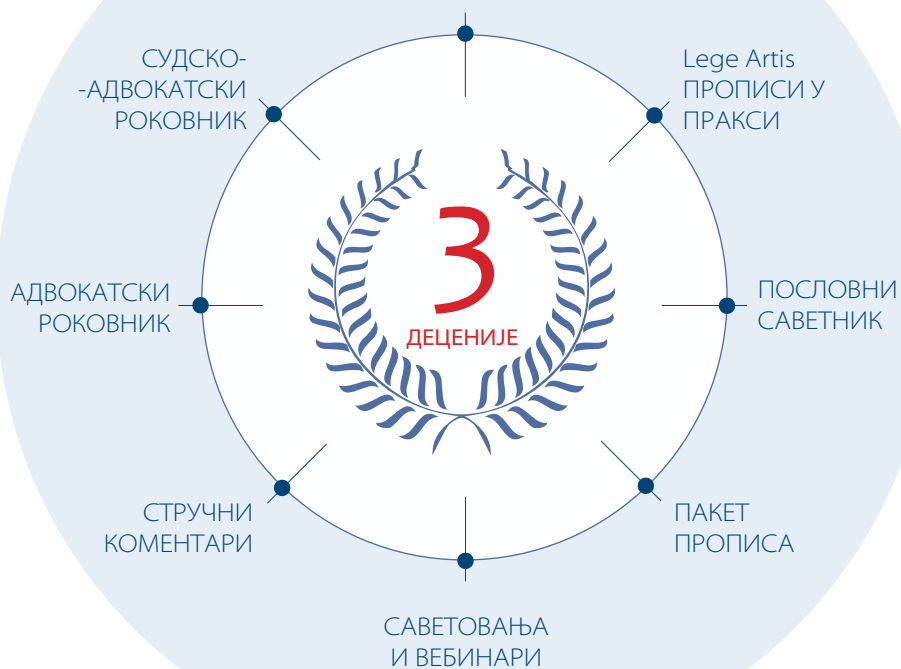 СУДСКО-
-АДВОКАТСКИ
РОКОВНИК
Lege Artis
ПРОПИСИ У
ПРАКСИ
3
ДЕЦЕНИЈЕ
АДВОКАТСКИ
РОКОВНИК
ПОСЛОВНИ
САВЕТНИК
СТРУЧНИ
КОМЕНТАРИ
ПАКЕТ
ПРОПИСА
САВЕТОВАЊА
И ВЕБИНАРИ